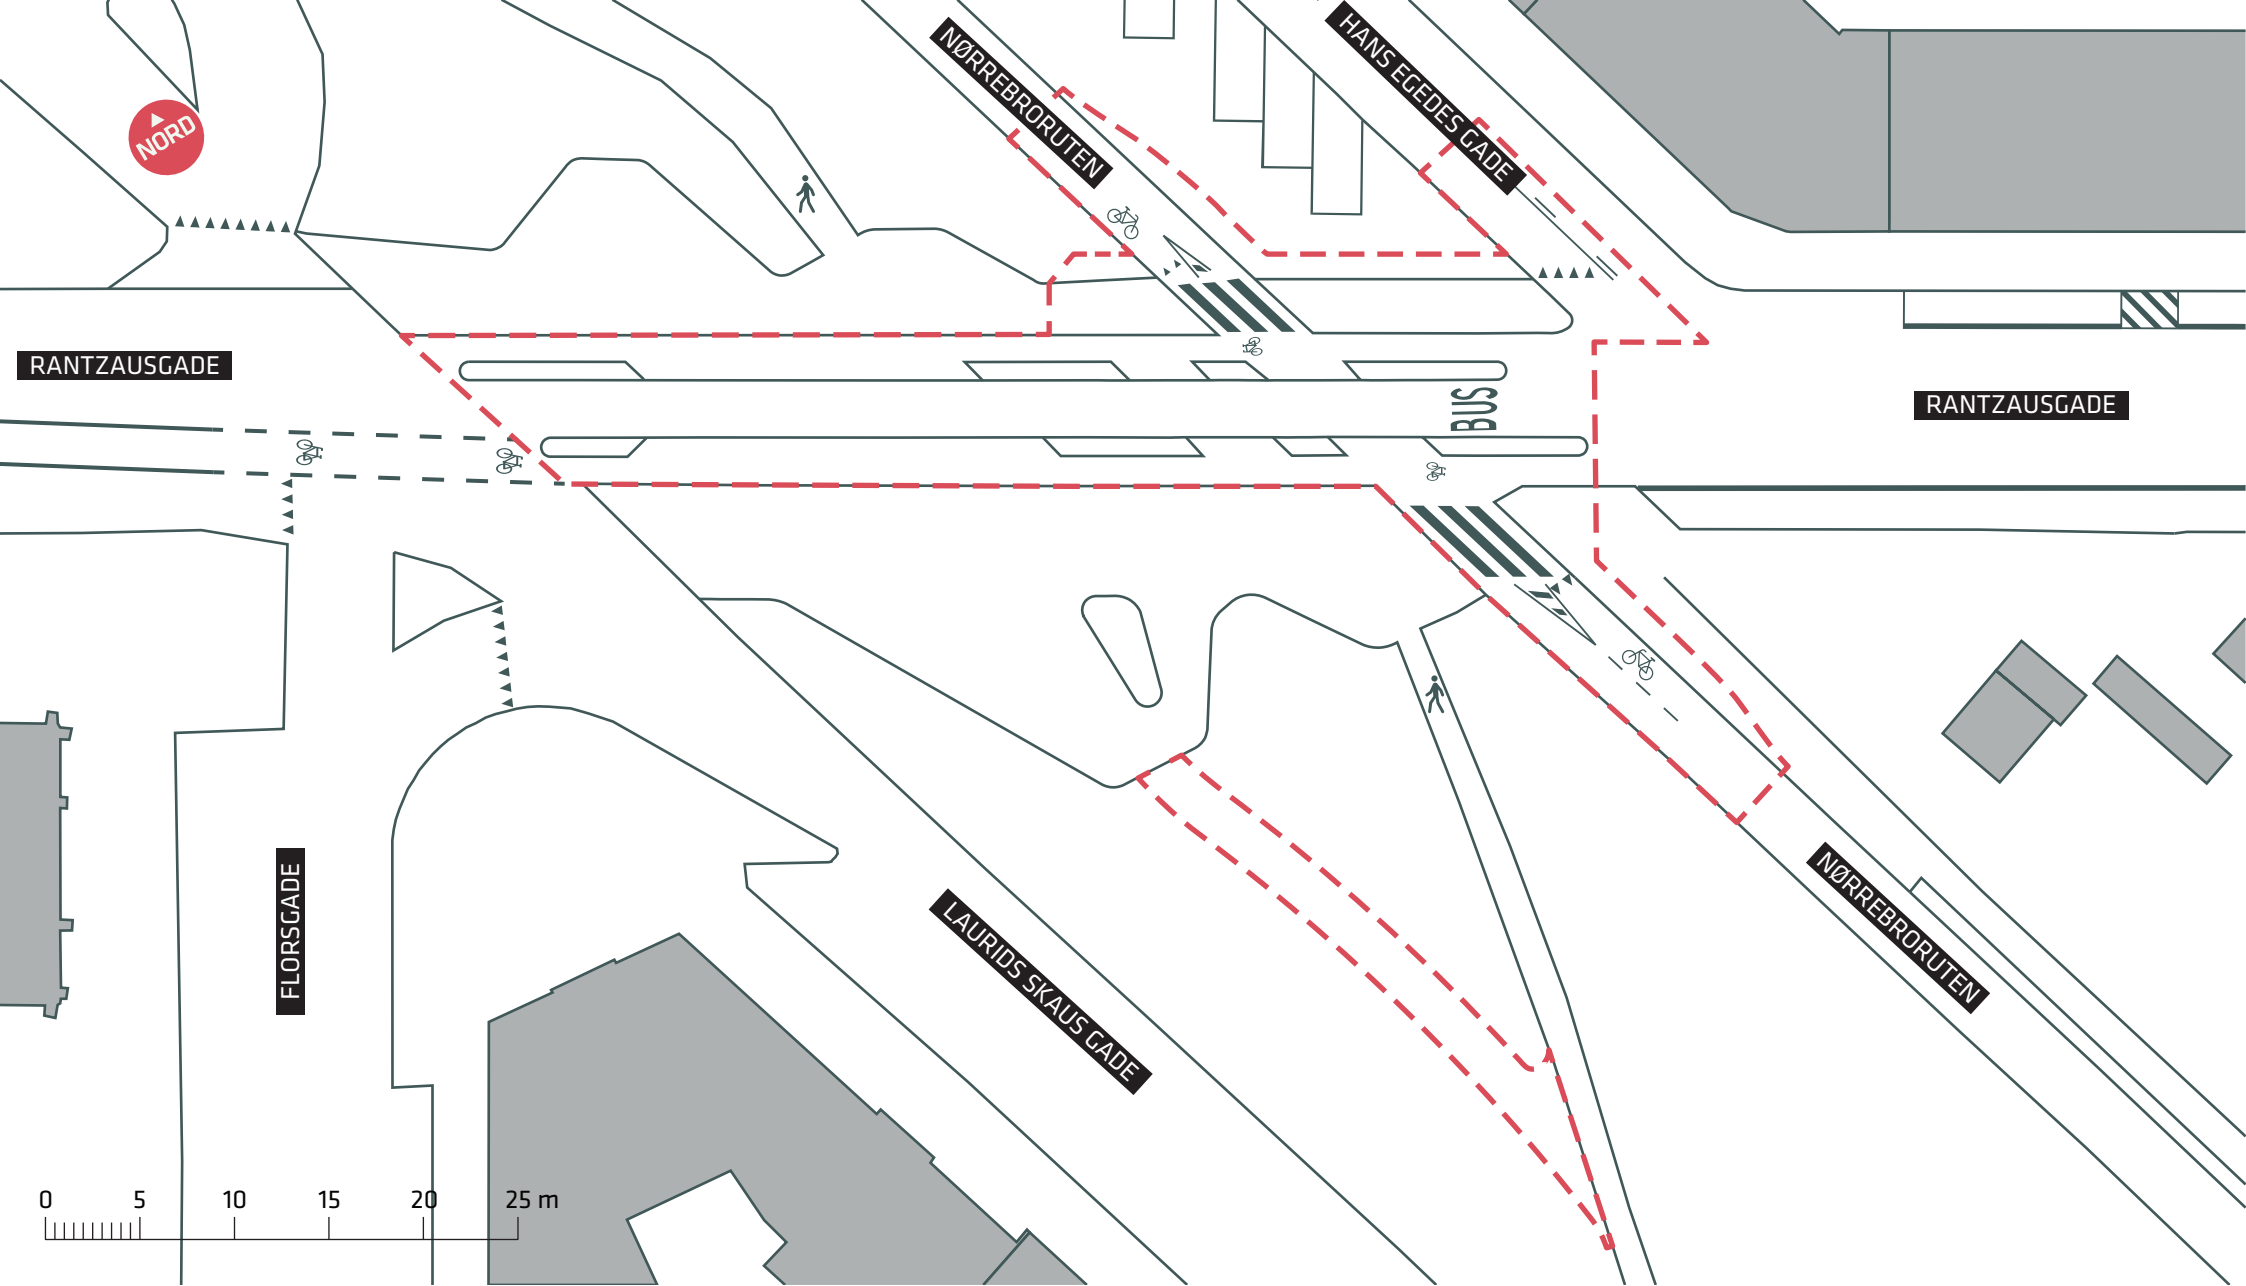 NORD
NØRREBRORUTEN
HANS EGEDES GADE
RANTZAUSGADE
BUS
RANTZAUSGADE
FLORSGADE
LAURIDS SKAUS GADE
NØRREBRORUTEN
0 5 10 15 20 25 m